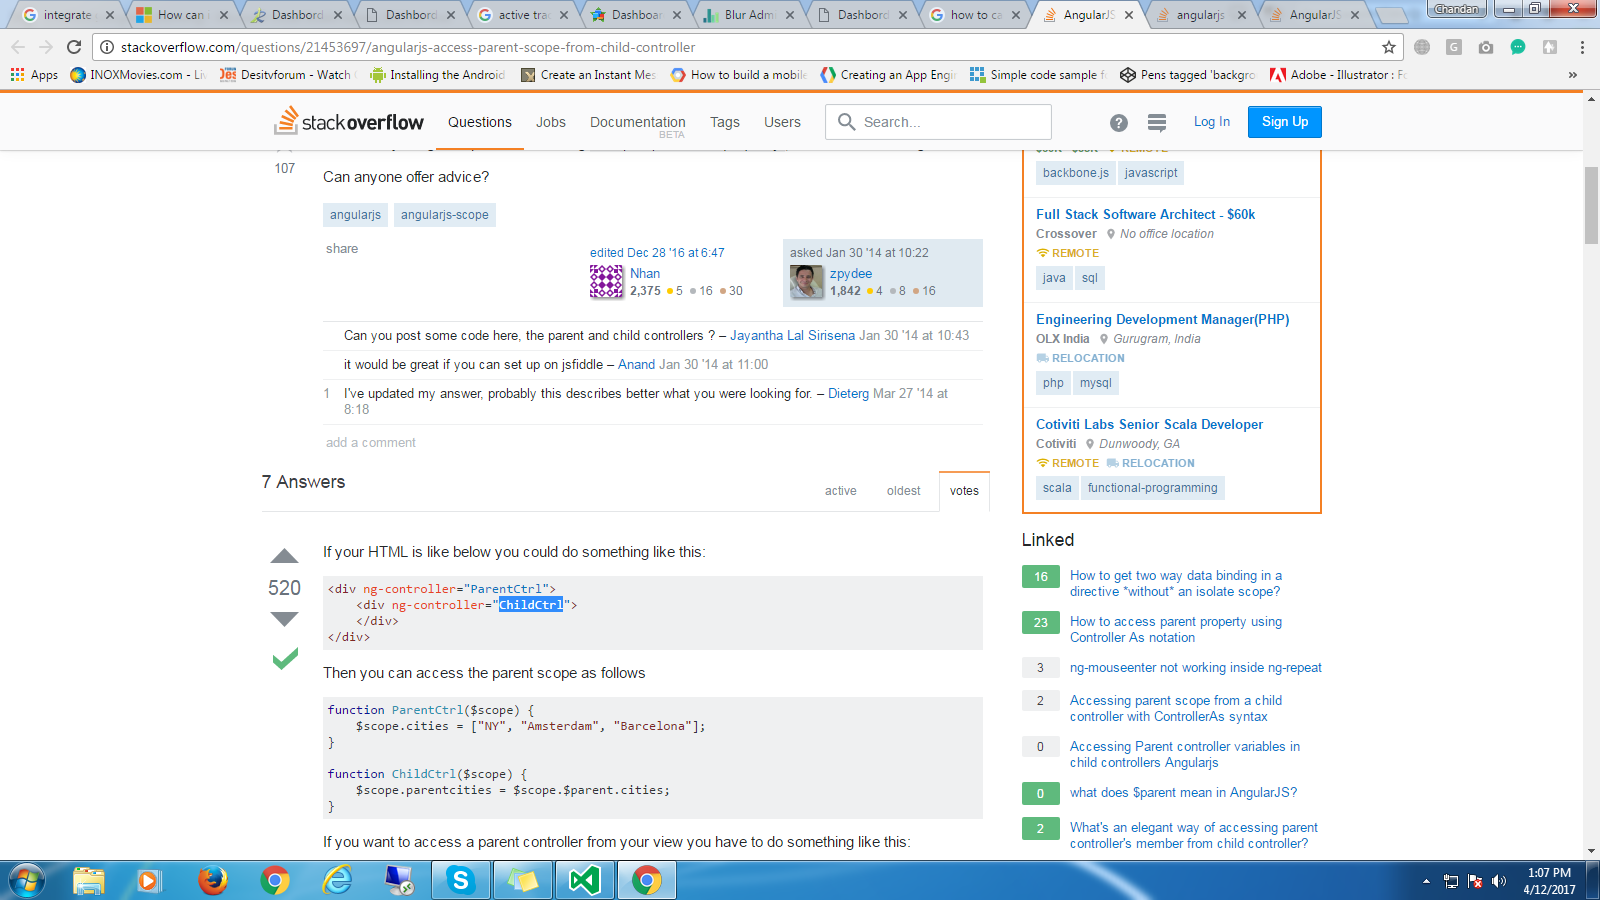 integrate
How can i
Dashbord
Dashbord
active trac
Dashboar
Blur Admi
Dashbord
how to ca
AngularJS
angularjs
AngularJS
Chandan
stackoverflow.com/questions/21453697/angularjs-access-parent-scope-from-child-controller
Apps
INOXMovies.com - Liv
Desitvforum - Watch
Installing the Android
Create an Instant Mes
How to build a mobile
Creating an App Engi
Simple code sample f
Pens tagged 'backgro
Adobe - Illustrator : Fo
stackoverflow
Questions
Jobs
Documentation
BETA
Tags
Users
Search...
Log In
Sign Up
107
Can anyone offer advice?
angularjs angularjs-scope
share
edited Dec 28 '16 at 6:47
Nhan
2,375 5 16 30
asked Jan 30 '14 at 10:22
zpydee
1,842 4 8 16
Can you post some code here, the parent and child controllers ? – Jayantha Lal Sirisena Jan 30 '14 at 10:43
it would be great if you can set up on jsfiddle – Anand Jan 30 '14 at 11:00
1 I've updated my answer, probably this describes better what you were looking for. – Dieterg Mar 27 '14 at
8:18
add a comment
7 Answers
active oldest votes
520
If your HTML is like below you could do something like this:
<div ng-controller="ParentCtrl">
<div ng-controller="ChildCtrl">
</div>
</div>
Then you can access the parent scope as follows
function ParentCtrl($scope) {
$scope.cities = ["NY", "Amsterdam", "Barcelona"];
}
function ChildCtrl($scope) {
$scope.parentcities = $scope.$parent.cities;
}
If you want to access a parent controller from your view you have to do something like this:
REMOTE
backbone.js javascript
Full Stack Software Architect - $60k
Crossover No office location
REMOTE
java sql
Engineering Development Manager(PHP)
OLX India Gurugram, India
RELOCATION
php mysql
Cotiviti Labs Senior Scala Developer
Cotiviti Dunwoody, GA
REMOTE RELOCATION
scala functional-programming
Linked
16 How to get two way data binding in a
directive *without* an isolate scope?
23 How to access parent property using
Controller As notation
3 ng-mouseenter not working inside ng-repeat
2 Accessing parent scope from a child
controller with ControllerAs syntax
0 Accessing Parent controller variables in
child controllers Angularjs
0 what does $parent mean in AngularJS?
2 What's an elegant way of accessing parent
controller's member from child controller?
1:07 PM
4/12/2017